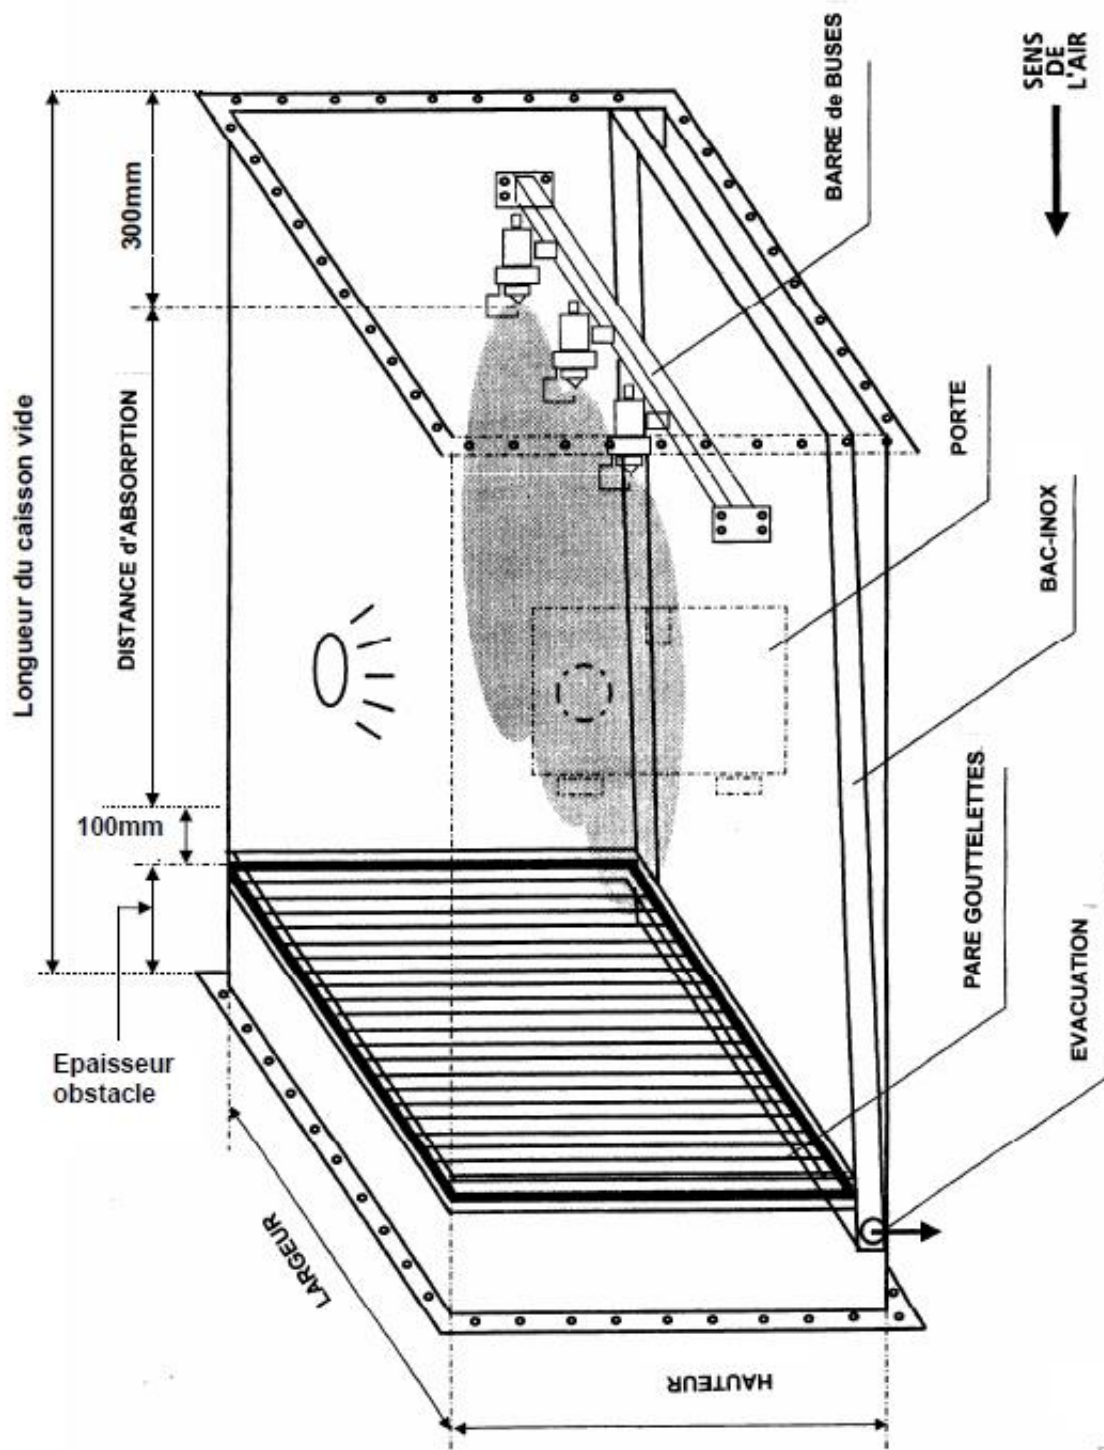 Longueur du caisson vide
300mm
DISTANCE d'ABSORPTION
100mm
Epaisseur
obstacle
LARGEUR
HAUTEUR
BARRE de BUSES
PORTE
BAC-INOX
PARE GOUTTELETTES
EVACUATION
SENS
DE
L'AIR